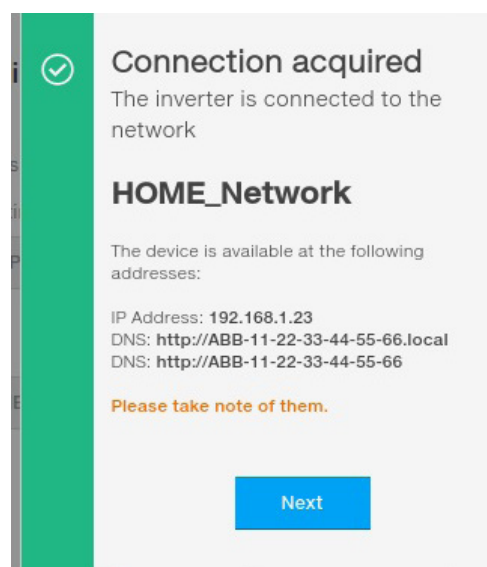 Connection acquired
The inverter is connected to the
network
HOME_Network
The device is available at the following
addresses:
IP Address: 192.168.1.23
DNS: http://ABB-11-22-33-44-55-66.local
DNS: http://ABB-11-22-33-44-55-66
Please take note of them.
Next